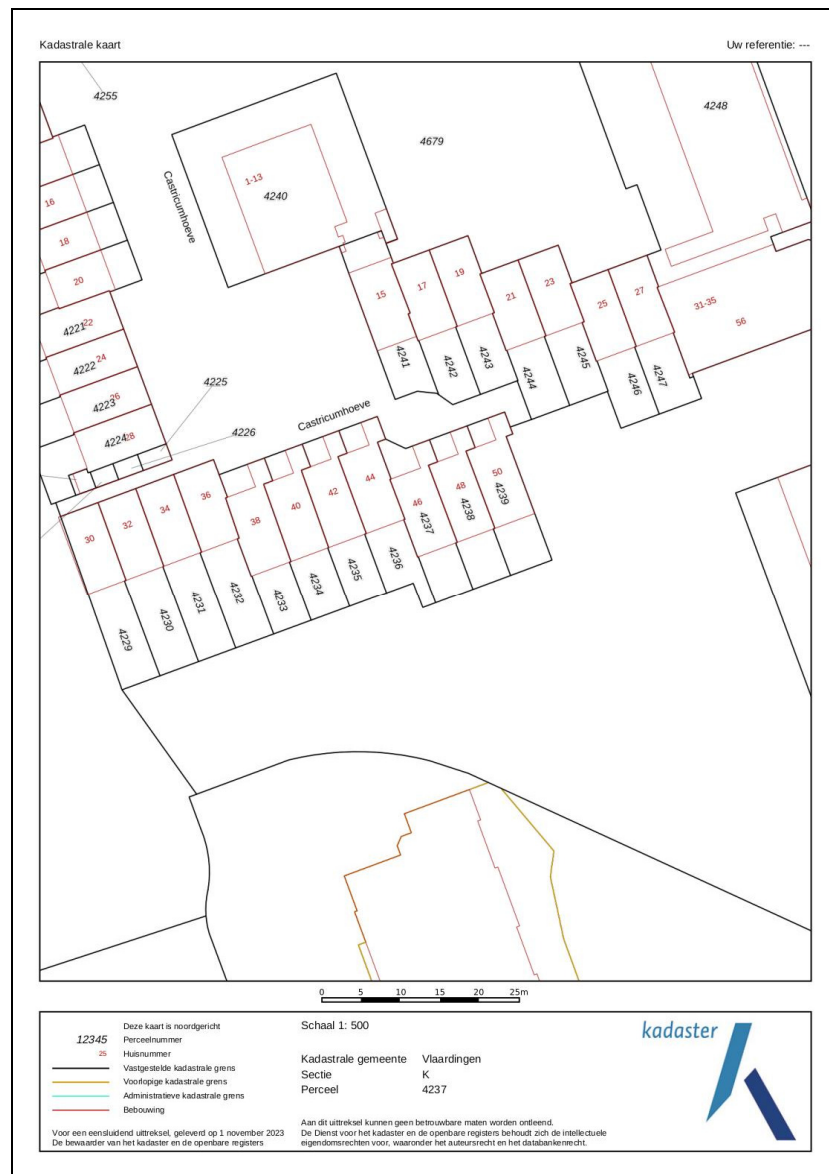 Kadastrale kaart
Uw referentie: ---
4255
4679
4248
16
Castricumhoeve
1-13
4240
18
20
15
17
19
21
23
25
27
31-35
56
4221
22
4222
24
4223
26
4224
28
4225
4226
4241
4242
4243
4244
4245
4246
4247
Castricumhoeve
30
32
34
36
38
40
42
44
46
48
50
4229
4230
4231
4232
4233
4234
4235
4236
4237
4238
4239
0 5 10 15 20 25m
Deze kaart is noordgericht
12345 Perceelnummer
25 Huisnummer
Vastgestelde kadastrale grens
Voorlopige kadastrale grens
Administratieve kadastrale grens
Bebouwing
Voor een eensluidend uittreksel, geleverd op 1 november 2023
De bewaarder van het kadaster en de openbare registers
Schaal 1: 500
Kadastrale gemeente Vlaardingen
Sectie K
Perceel 4237
Aan dit uittreksel kunnen geen betrouwbare maten worden ontleend.
De Dienst voor het kadaster en de openbare registers behoudt zich de intellectuele
eigendomsrechten voor, waaronder het auteursrecht en het databankenrecht.
kadaster